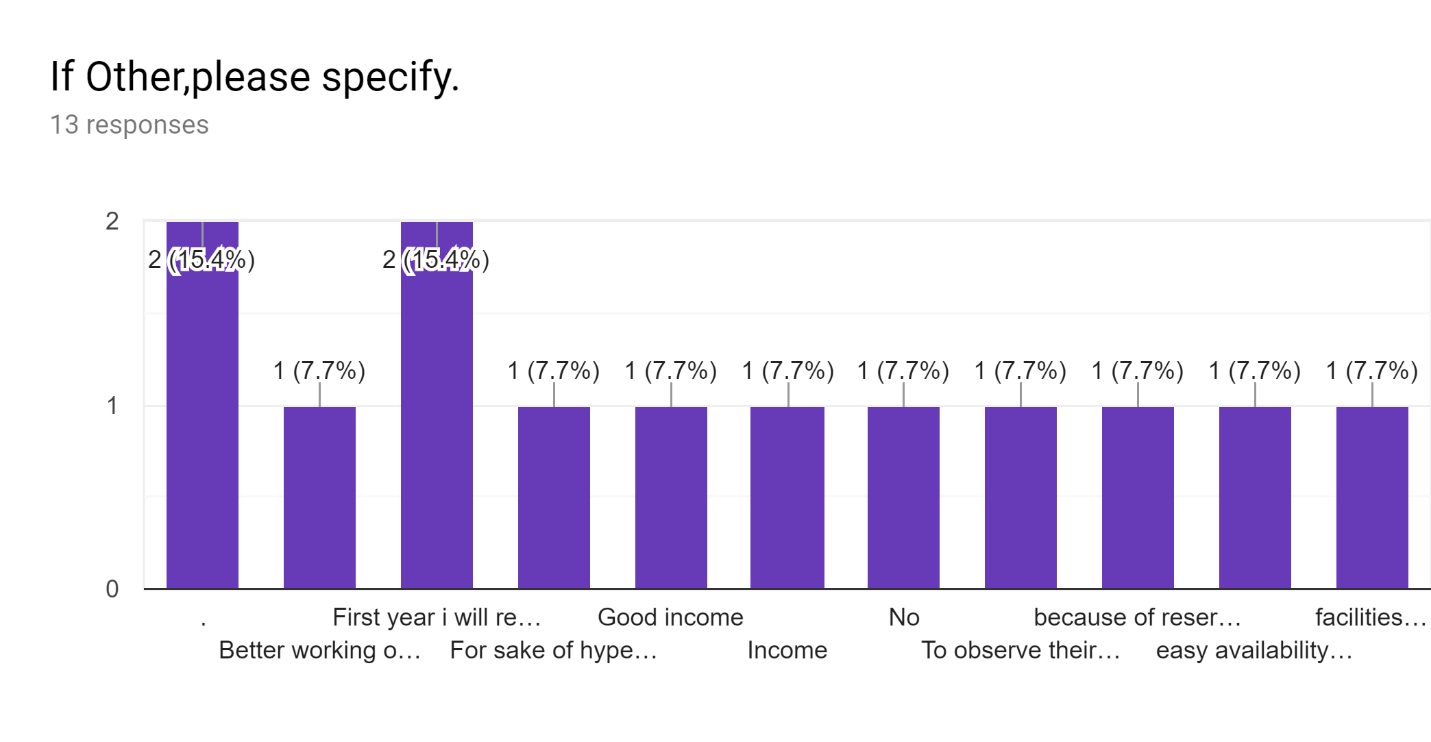 If Other,please specify.
13 responses
2
2 (15.4%) 2 (15.4%)
1 (7.7%) 1 (7.7%) 1 (7.7%) 1 (7.7%) 1 (7.7%) 1 (7.7%) 1 (7.7%) 1 (7.7%) 1 (7.7%)
1
0
. First year i will re… Good income No because of reser… facilities…
Better working o… For sake of hype… Income To observe their… easy availability…